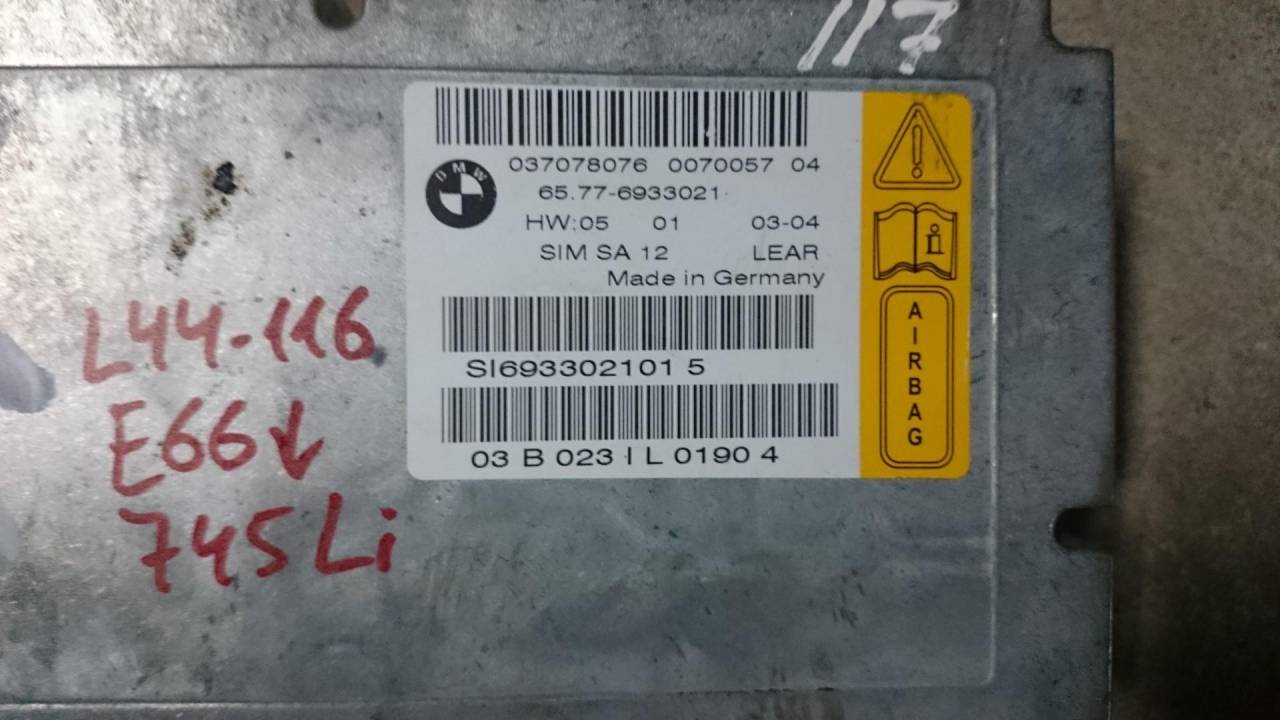 117
037078076 0070057 04
BMW
65.77-6933021
HW:05 01 03-04
SIM SA 12 LEAR
Made in Germany
SI693302101 5
03 B 023 I L 0190 4
AIRBAG
L44-116
E66↓
745Li